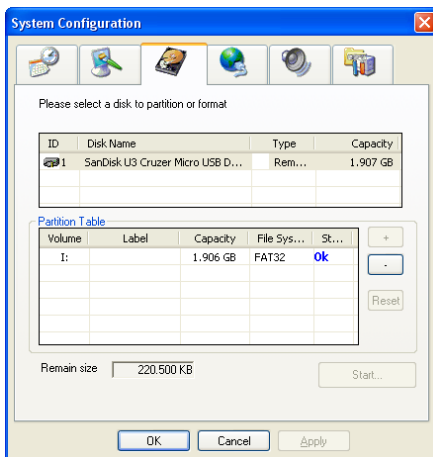 System Configuration
Please select a disk to partition or format
ID Disk Name Type Capacity
1 SanDisk U3 Cruzer Micro USB D... Rem... 1.907 GB
Partition Table
Volume Label Capacity File Sys... St... +
I: 1.906 GB FAT32 Ok
-
Reset
Remain size 220.500 KB
Start...
OK Cancel Apply